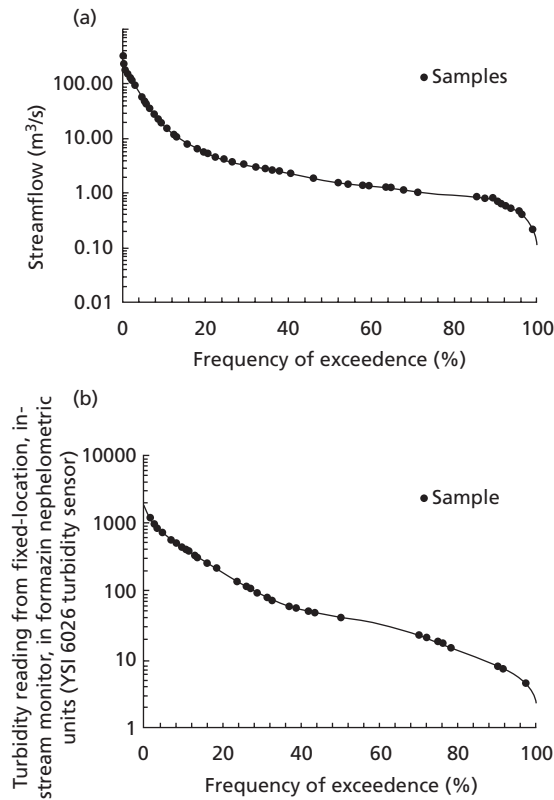 (a)
Streamflow (m³/s)
100.00
10.00
1.00
0.10
0.01
Samples
0 20 40 60 80 100
Frequency of exceedence (%)
(b)
Turbidity reading from fixed-location, in-
stream monitor, in formazin nephelometric
units (YSI 6026 turbidity sensor)
10000
1000
100
10
1
Sample
0 20 40 60 80 100
Frequency of exceedence (%)